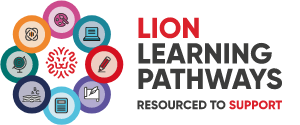 LION
LEARNING
PATHWAYS
RESOURCED TO SUPPORT